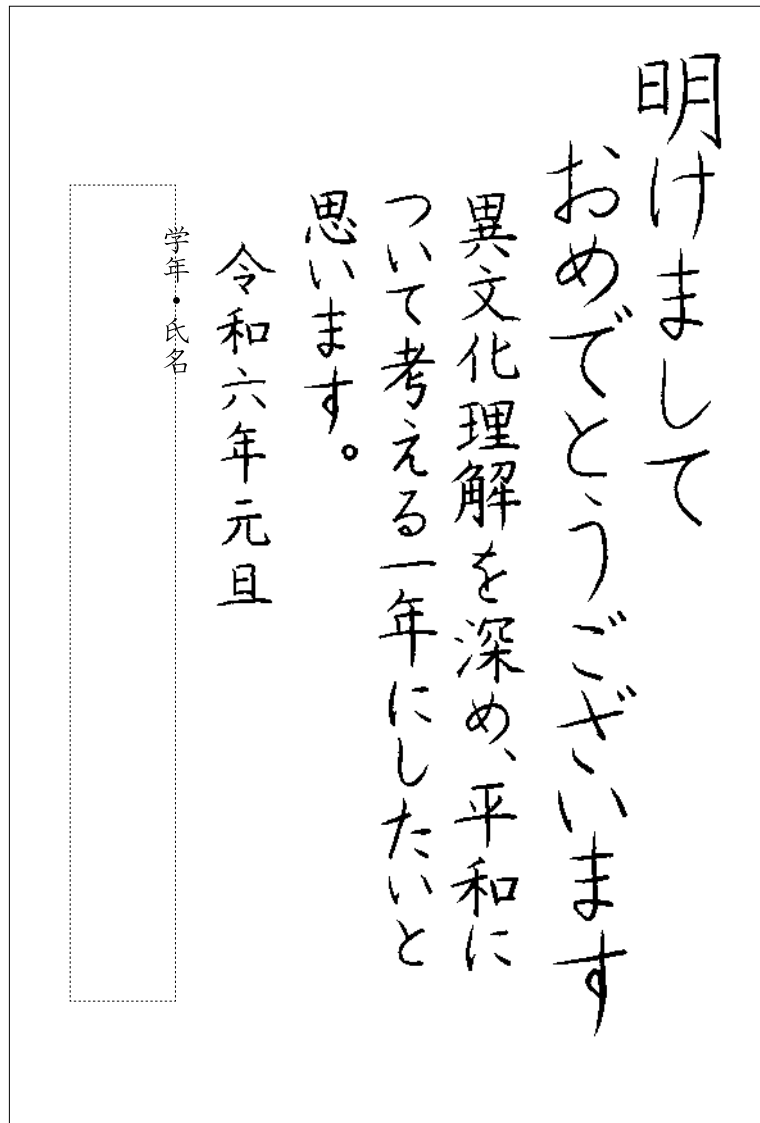 明けまして
おめでとうございます
異文化理解を深め、平和に
ついて考える一年にしたいと
思います。
令和六年元旦
学年・氏名